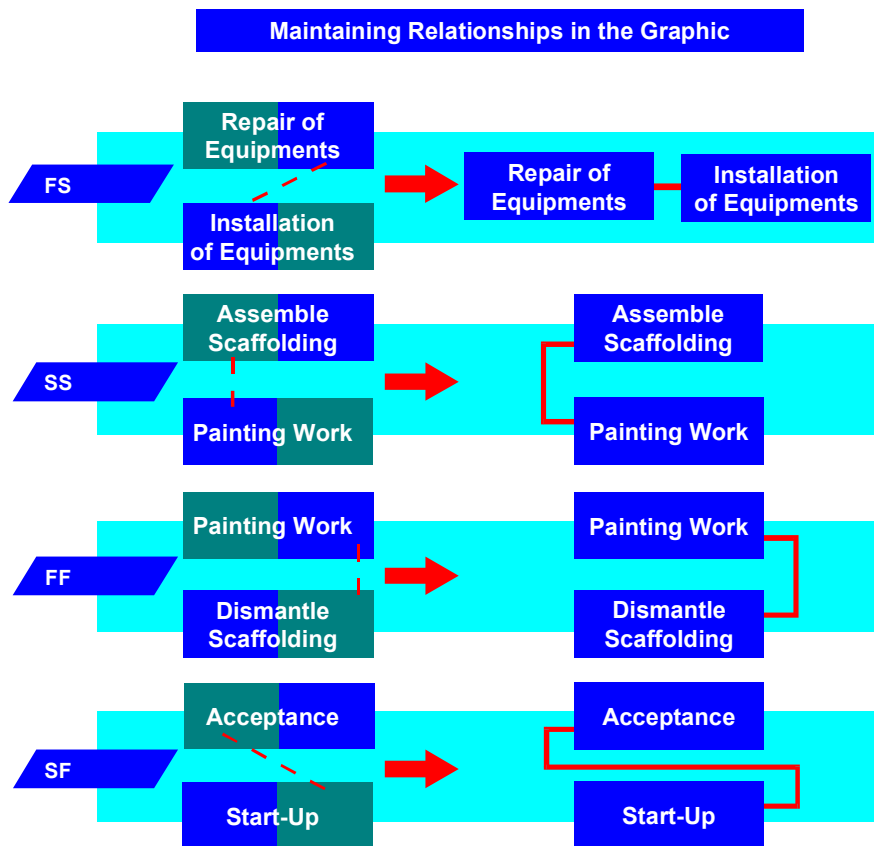 Maintaining Relationships in the Graphic
FS
Repair of
Equipments
Installation
of Equipments
Repair of
Equipments
Installation
of Equipments
SS
Assemble
Scaffolding
Painting Work
Assemble
Scaffolding
Painting Work
FF
Painting Work
Dismantle
Scaffolding
Painting Work
Dismantle
Scaffolding
SF
Acceptance
Start-Up
Acceptance
Start-Up